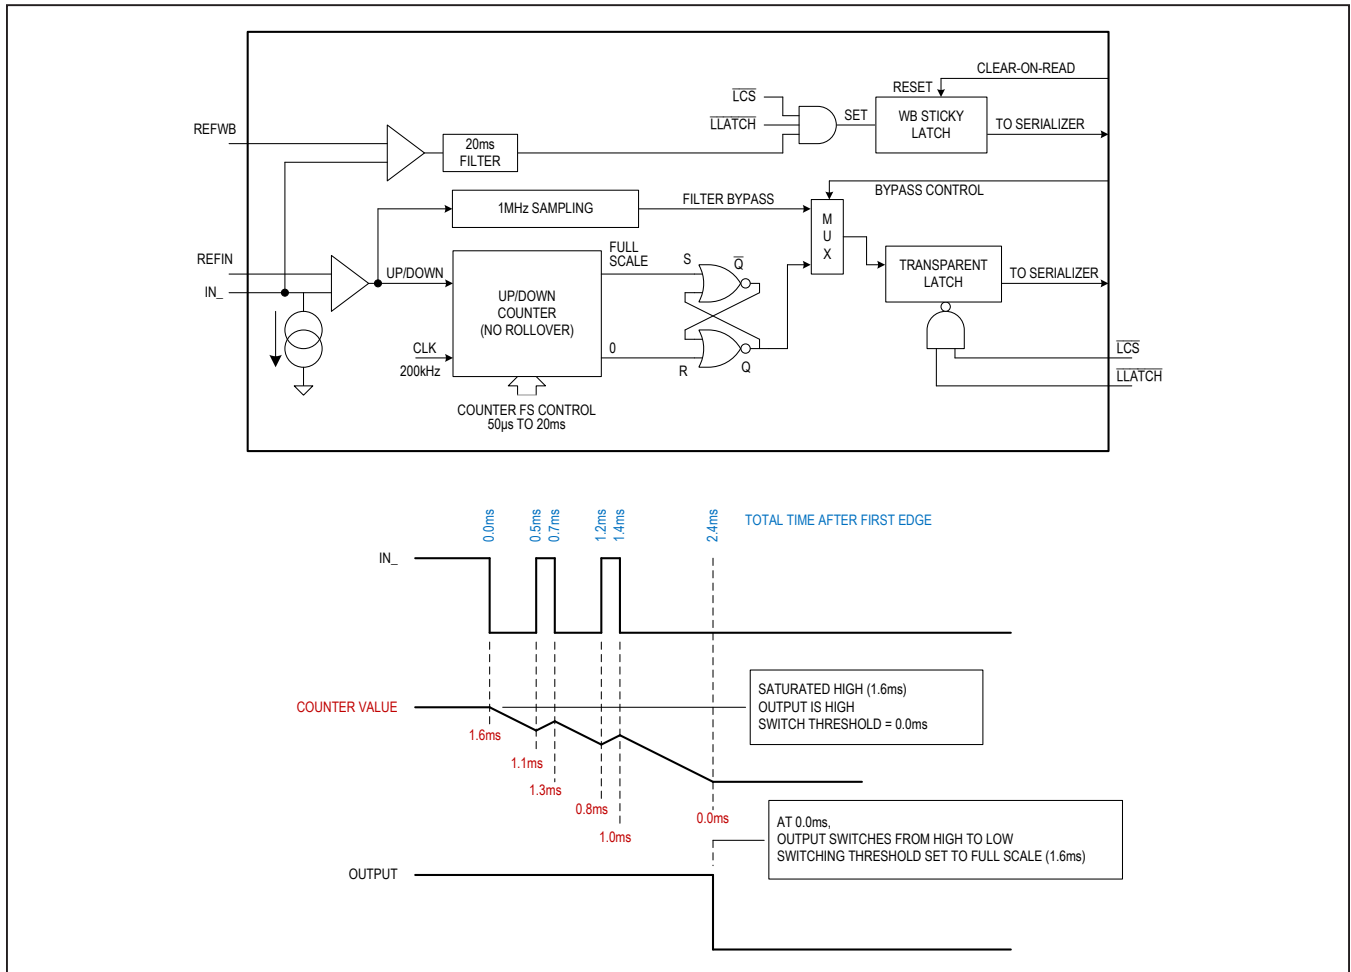 CLEAR-ON-READ
LCS
RESET
REFWB
LLATCH
SET
WB STICKY
LATCH
TO SERIALIZER
20ms
FILTER
BYPASS CONTROL
1MHz SAMPLING
FILTER BYPASS
MUX
REFIN
IN_
UP/DOWN
FULL
SCALE
S
Q
UP/DOWN
COUNTER
(NO ROLLOVER)
TRANSPARENT
LATCH
TO SERIALIZER
CLK
200kHz
0
R
Q
LCS
LLATCH
COUNTER FS CONTROL
50µs TO 20ms
0.0ms
0.5ms
0.7ms
1.2ms
1.4ms
2.4ms
TOTAL TIME AFTER FIRST EDGE
IN_
SATURATED HIGH (1.6ms)
OUTPUT IS HIGH
SWITCH THRESHOLD = 0.0ms
COUNTER VALUE
1.6ms
1.1ms
1.3ms
0.8ms
1.0ms
0.0ms
AT 0.0ms,
OUTPUT SWITCHES FROM HIGH TO LOW
SWITCHING THRESHOLD SET TO FULL SCALE (1.6ms)
OUTPUT